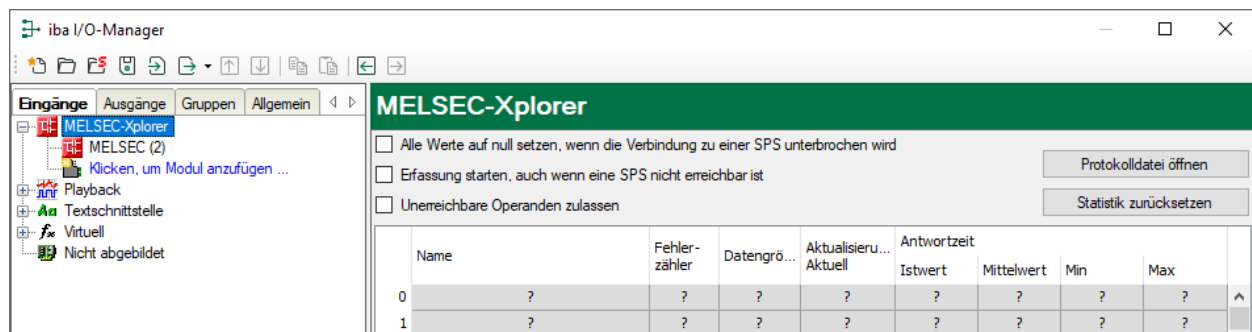 iba I/O-Manager
Eingänge Ausgänge Gruppen Allgemein
MELSEC-Xplorer
MELSEC (2)
Klicken, um Modul anzufügen ...
Playback
Textschnittstelle
Virtuell
Nicht abgebildet
MELSEC-Xplorer
Alle Werte auf null setzen, wenn die Verbindung zu einer SPS unterbrochen wird
Erfassung starten, auch wenn eine SPS nicht erreichbar ist
Unerreichbare Operanden zulassen
Protokolldatei öffnen
Statistik zurücksetzen
Name Fehler- Datengrö... Aktualisieru... Antwortzeit
zähler Aktuell Istwert Mittelwert Min Max
0 ? ? ? ? ? ? ? ?
1 ? ? ? ? ? ? ? ?